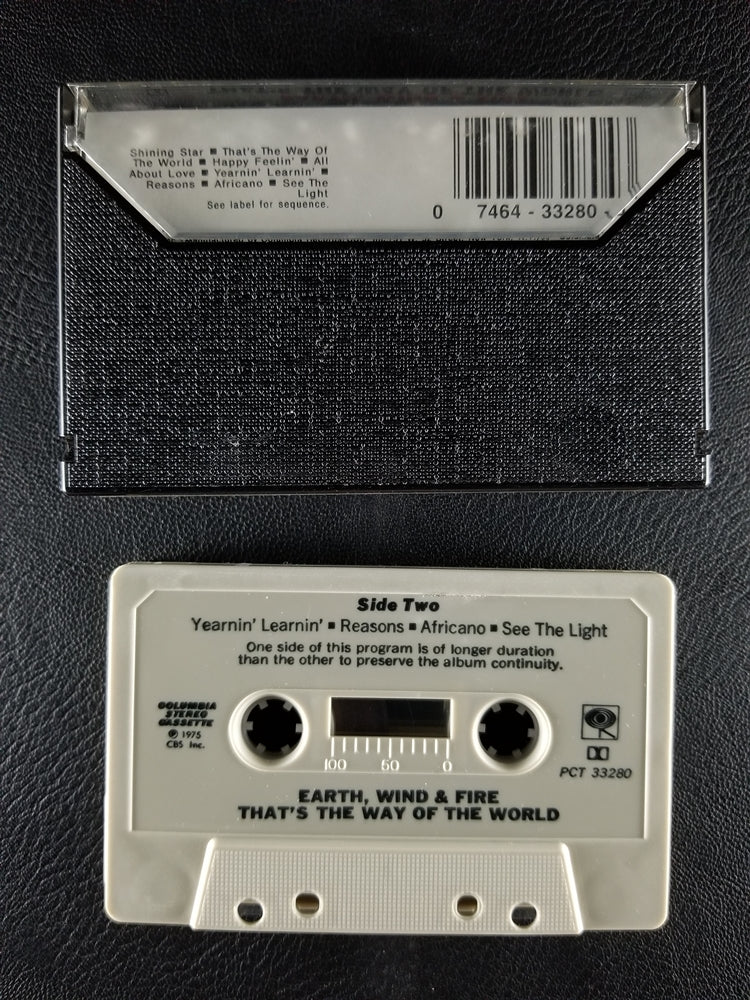 Shining Star ■ That's The Way Of
The World ■ Happy Feelin' ■ All
About Love ■ Yearnin' Learnin' ■
Reasons ■ Africano ■ See The
Light
See label for sequence.
0 7464 - 33280 -
Side Two
Yearnin' Learnin' ■ Reasons ■ Africano ■ See The Light
One side of this program is of longer duration
than the other to preserve the album continuity.
COLUMBIA
STEREO
CASSETTE
℗ 1975
CBS Inc.
100 50 0
PCT 33280
EARTH, WIND & FIRE
THAT'S THE WAY OF THE WORLD